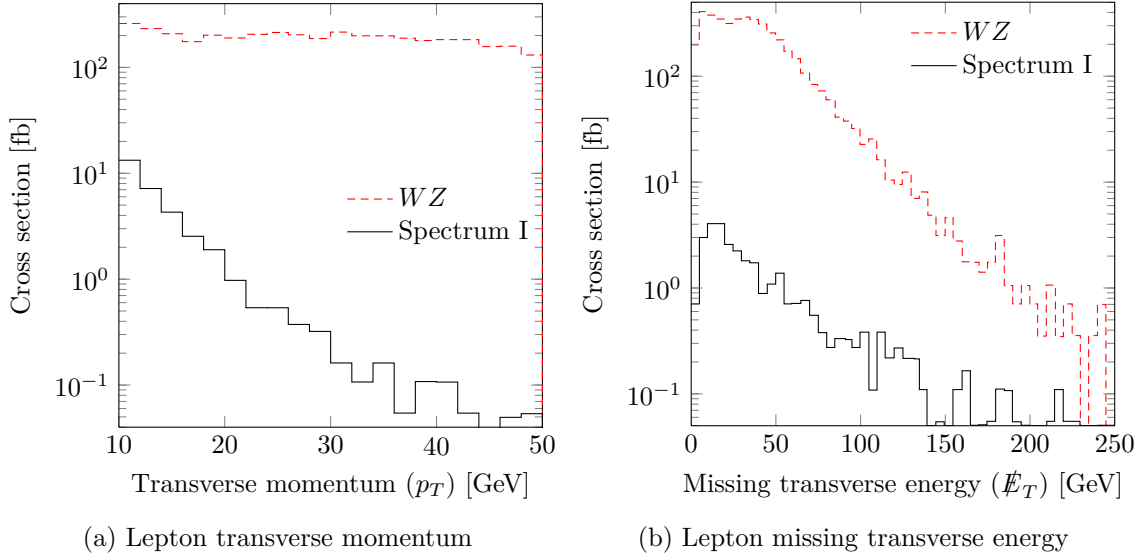 10^2
10^1
10^0
10^{-1}
10 20 30 40 50
Cross section [fb]
Transverse momentum (p_T) [GeV]
WZ
Spectrum I
(a) Lepton transverse momentum
10^2
10^1
10^0
10^{-1}
0 50 100 150 200 250
Cross section [fb]
Missing transverse energy (E̸_T) [GeV]
WZ
Spectrum I
(b) Lepton missing transverse energy